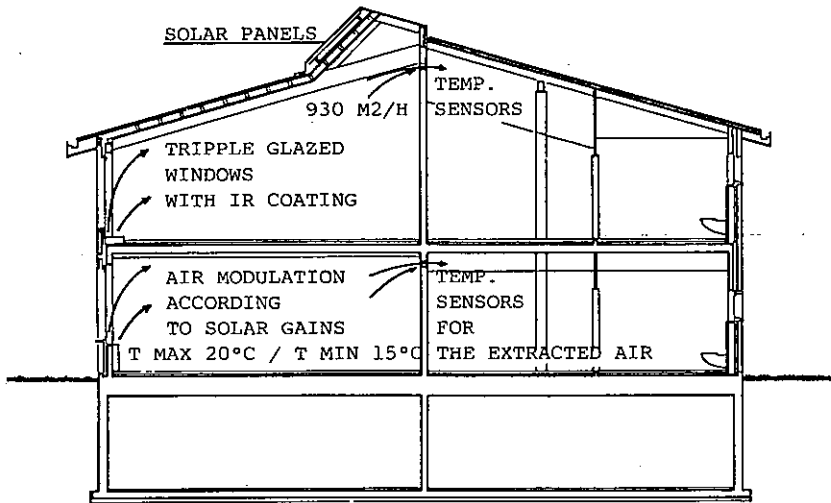 SOLAR PANELS
930 M2/H
TEMP.
SENSORS
TRIPPLE GLAZED
WINDOWS
WITH IR COATING
AIR MODULATION
ACCORDING
TO SOLAR GAINS
T MAX 20°C / T MIN 15°C
TEMP.
SENSORS
FOR
THE EXTRACTED AIR